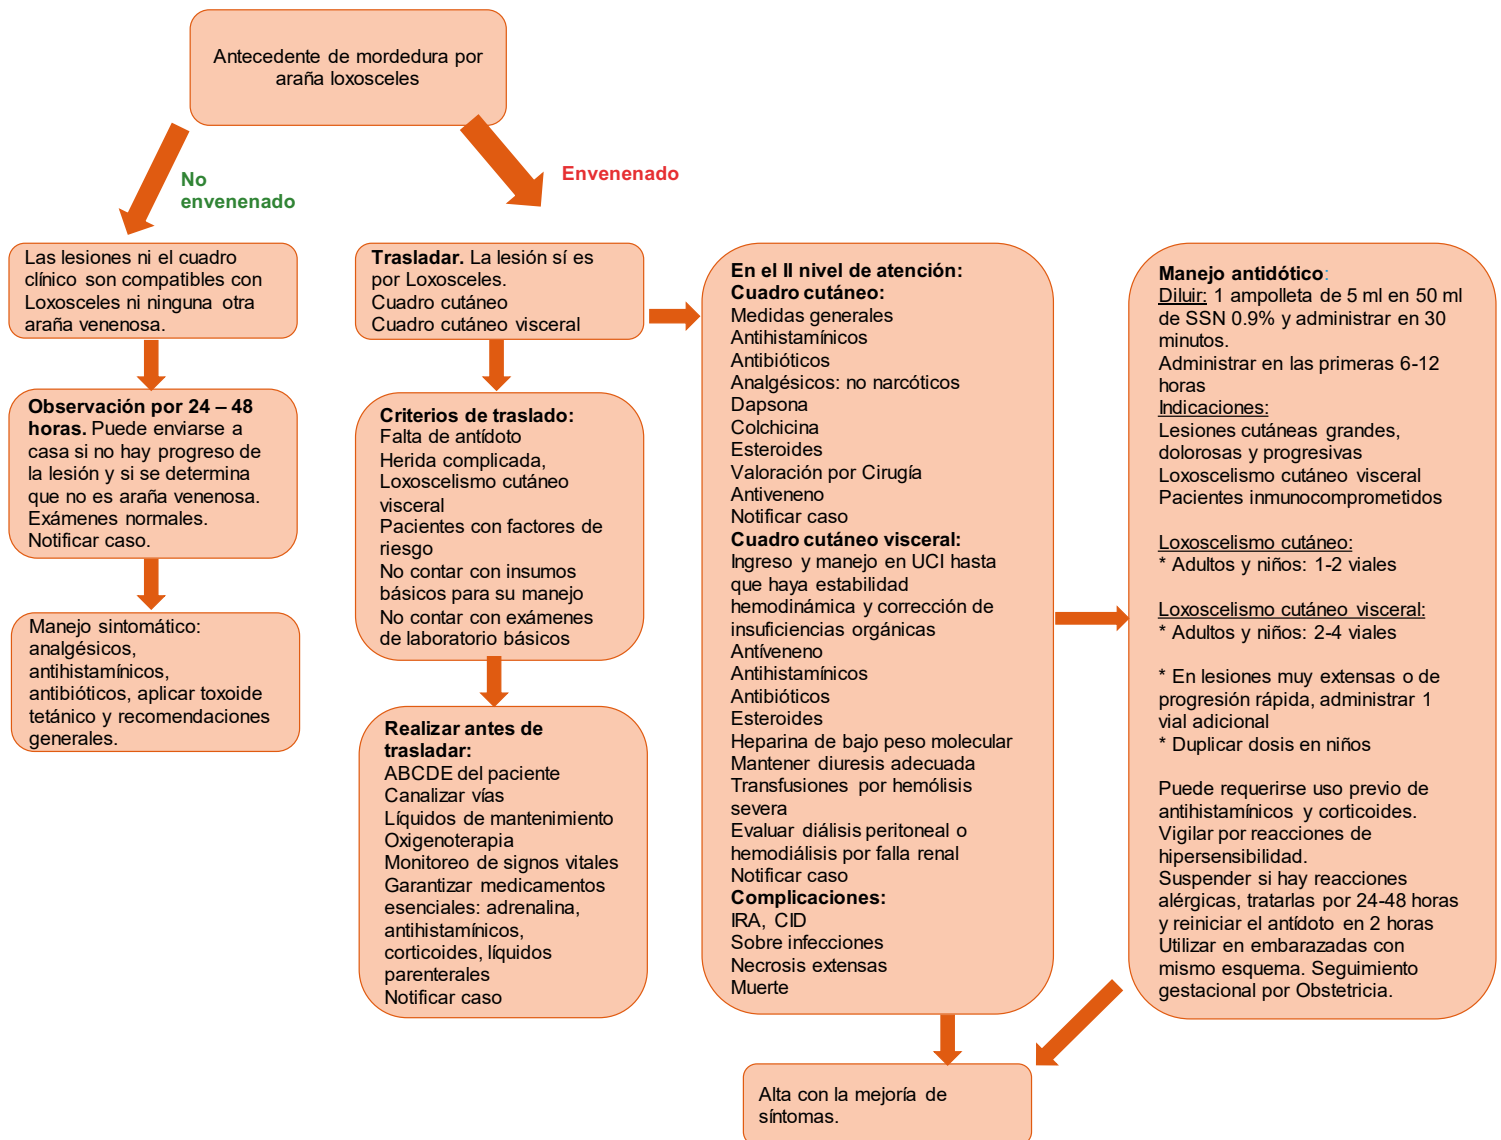 Antecedente de mordedura por
araña loxosceles
No
envenenado
Envenenado
Las lesiones ni el cuadro
clínico son compatibles con
Loxosceles ni ninguna otra
araña venenosa.
Observación por 24 – 48
horas. Puede enviarse a
casa si no hay progreso de
la lesión y si se determina
que no es araña venenosa.
Exámenes normales.
Notificar caso.
Manejo sintomático:
analgésicos,
antihistamínicos,
antibióticos, aplicar toxoide
tetánico y recomendaciones
generales.
Trasladar. La lesión sí es
por Loxosceles.
Cuadro cutáneo
Cuadro cutáneo visceral
Criterios de traslado:
Falta de antídoto
Herida complicada,
Loxoscelismo cutáneo
visceral
Pacientes con factores de
riesgo
No contar con insumos
básicos para su manejo
No contar con exámenes
de laboratorio básicos
Realizar antes de
trasladar:
ABCDE del paciente
Canalizar vías
Líquidos de mantenimiento
Oxigenoterapia
Monitoreo de signos vitales
Garantizar medicamentos
esenciales: adrenalina,
antihistamínicos,
corticoides, líquidos
parenterales
Notificar caso
En el II nivel de atención:
Cuadro cutáneo:
Medidas generales
Antihistamínicos
Antibióticos
Analgésicos: no narcóticos
Dapsona
Colchicina
Esteroides
Valoración por Cirugía
Antiveneno
Notificar caso
Cuadro cutáneo visceral:
Ingreso y manejo en UCI hasta
que haya estabilidad
hemodinámica y corrección de
insuficiencias orgánicas
Antíveneno
Antihistamínicos
Antibióticos
Esteroides
Heparina de bajo peso molecular
Mantener diuresis adecuada
Transfusiones por hemólisis
severa
Evaluar diálisis peritoneal o
hemodiálisis por falla renal
Notificar caso
Complicaciones:
IRA, CID
Sobre infecciones
Necrosis extensas
Muerte
Manejo antidótico:
Diluir: 1 ampolleta de 5 ml en 50 ml
de SSN 0.9% y administrar en 30
minutos.
Administrar en las primeras 6-12
horas
Indicaciones:
Lesiones cutáneas grandes,
dolorosas y progresivas
Loxoscelismo cutáneo visceral
Pacientes inmunocomprometidos
Loxoscelismo cutáneo:
* Adultos y niños: 1-2 viales
Loxoscelismo cutáneo visceral:
* Adultos y niños: 2-4 viales
* En lesiones muy extensas o de
progresión rápida, administrar 1
vial adicional
* Duplicar dosis en niños
Puede requerirse uso previo de
antihistamínicos y corticoides.
Vigilar por reacciones de
hipersensibilidad.
Suspender si hay reacciones
alérgicas, tratarlas por 24-48 horas
y reiniciar el antídoto en 2 horas
Utilizar en embarazadas con
mismo esquema. Seguimiento
gestacional por Obstetricia.
Alta con la mejoría de
síntomas.